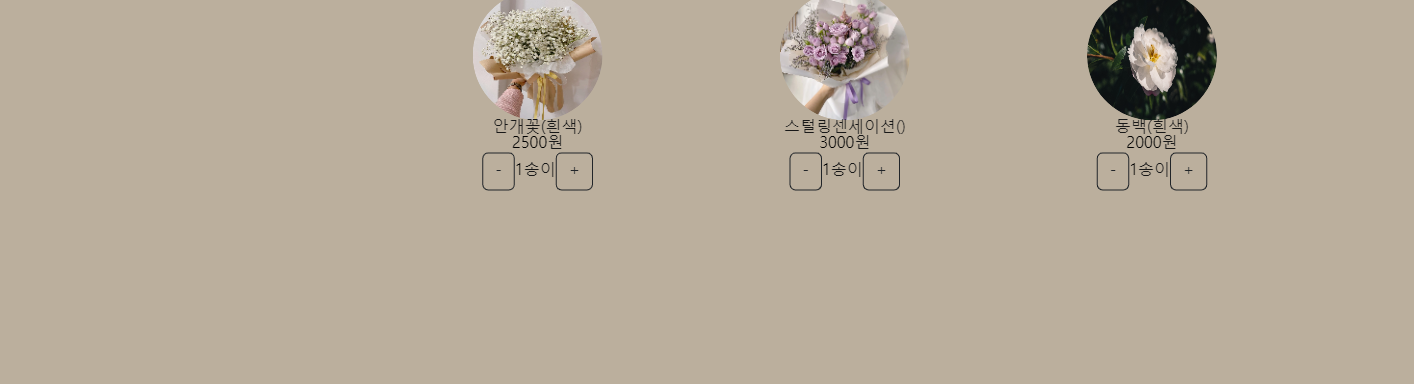 안개꽃(흰색)
2500원
- 1송이 +
스털링센세이션()
3000원
- 1송이 +
동백(흰색)
2000원
- 1송이 +